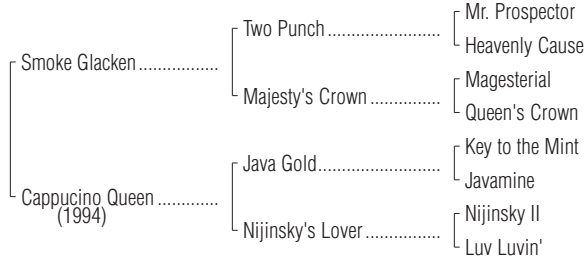 Mr. Prospector
Two Punch ........................
Heavenly Cause
Smoke Glacken .................
Magesterial
Majesty's Crown ...............
Queen's Crown
Key to the Mint
Java Gold..........................
Javamine
Cappucino Queen .............
(1994)
Nijinsky II
Nijinsky's Lover ................
Luv Luvin'